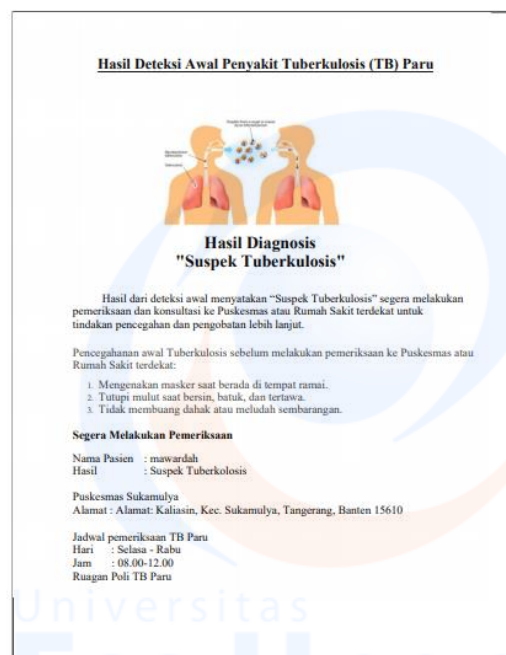 Hasil Deteksi Awal Penyakit Tuberkulosis (TB) Paru
Hasil Diagnosis
"Suspek Tuberkulosis"
Hasil dari deteksi awal menyatakan “Suspek Tuberkulosis” segera melakukan
pemeriksaan dan konsultasi ke Puskesmas atau Rumah Sakit terdekat untuk
tindakan pencegahan dan pengobatan lebih lanjut.
Pencegahanan awal Tuberkulosis sebelum melakukan pemeriksaan ke Puskesmas atau
Rumah Sakit terdekat:
1. Mengenakan masker saat berada di tempat ramai.
2. Tutupi mulut saat bersin, batuk, dan tertawa.
3. Tidak membuang dahak atau meludah sembarangan.
Segera Melakukan Pemeriksaan
Nama Pasien : mawardah
Hasil : Suspek Tuberkolosis
Puskesmas Sukamulya
Alamat : Alamat: Kaliasin, Kec. Sukamulya, Tangerang, Banten 15610
Jadwal pemeriksaan TB Paru
Hari : Selasa - Rabu
Jam : 08.00-12.00
Ruagan Poli TB Paru
Universitas